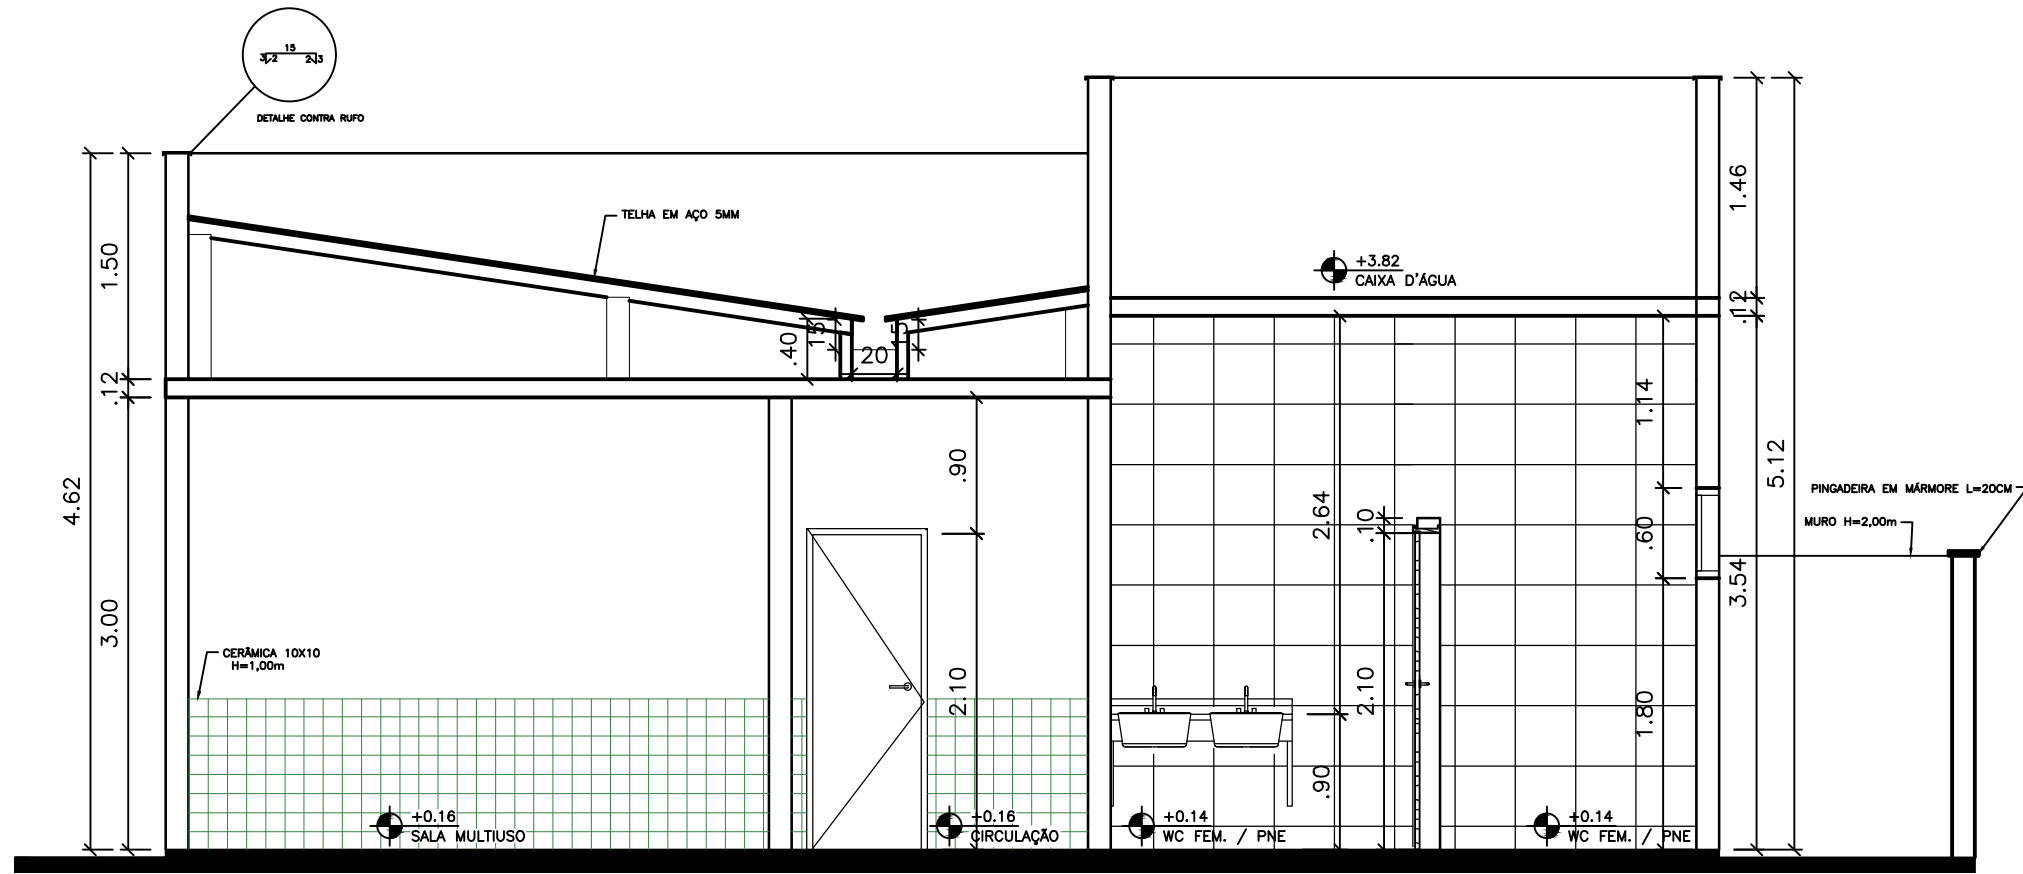 15
3 2 2 3
DETALHE CONTRA RUFO
TELHA EM AÇO 5MM
1.50
.12
4.62
3.00
.40
15
20
15
+3.82
CAIXA D'ÁGUA
1.46
.12
5.12
3.54
1.14
.60
1.80
.90
2.10
2.64
.90
.10
2.10
PINGADEIRA EM MÁRMORE L=20CM
MURO H=2,00m
CERÂMICA 10X10
H=1,00m
+0.16
SALA MULTIUSO
+0.16
CIRCULAÇÃO
+0.14
WC FEM. / PNE
+0.14
WC FEM. / PNE